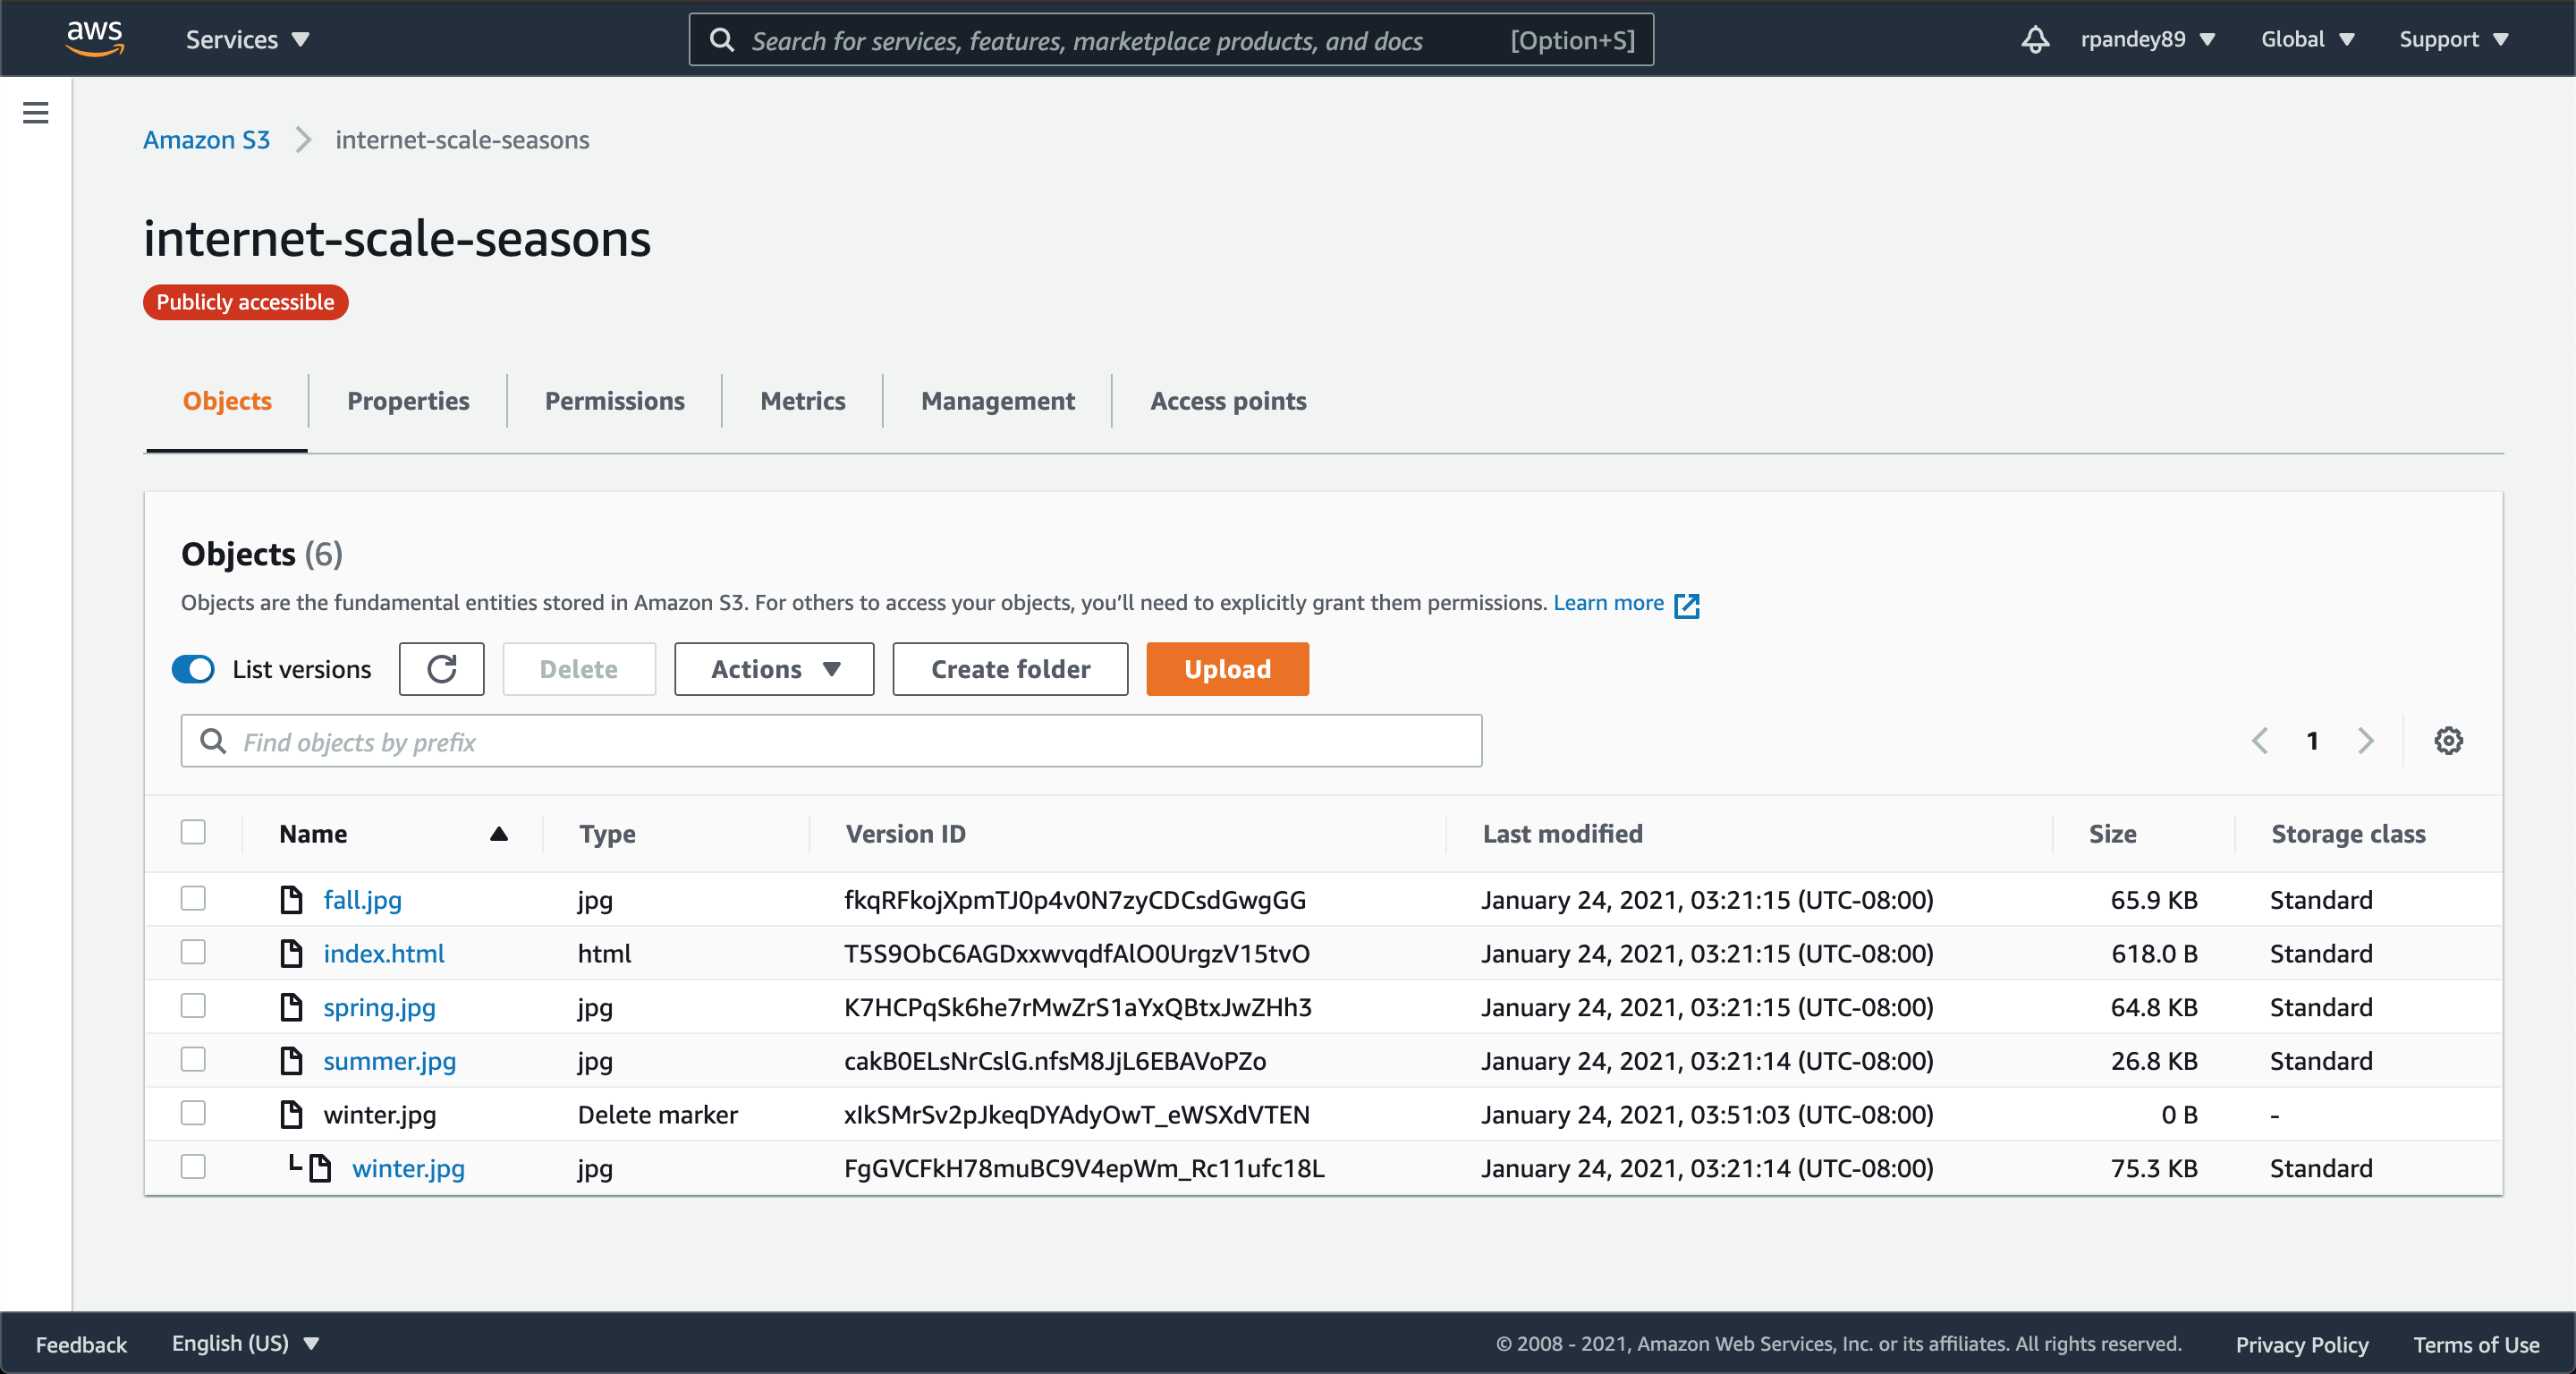 aws Services Search for services, features, marketplace products, and docs [Option+S] rpandey89 Global Support
Amazon S3 internet-scale-seasons
internet-scale-seasons
Publicly accessible
Objects Properties Permissions Metrics Management Access points
Objects (6)
Objects are the fundamental entities stored in Amazon S3. For others to access your objects, you’ll need to explicitly grant them permissions. Learn more
List versions Delete Actions Create folder Upload
Find objects by prefix 1
Name Type Version ID Last modified Size Storage class
fall.jpg jpg fkqRFkojXpmTJ0p4v0N7zyCDCsdGwgGG January 24, 2021, 03:21:15 (UTC-08:00) 65.9 KB Standard
index.html html T5S9ObC6AGDxxwvqdfAlO0UrgzV15tvO January 24, 2021, 03:21:15 (UTC-08:00) 618.0 B Standard
spring.jpg jpg K7HCPqSk6he7rMwZrS1aYxQBtxJwZHh3 January 24, 2021, 03:21:15 (UTC-08:00) 64.8 KB Standard
summer.jpg jpg cakB0ELsNrCslG.nfsM8JjL6EBAVoPZo January 24, 2021, 03:21:14 (UTC-08:00) 26.8 KB Standard
winter.jpg Delete marker xIkSMrSv2pJkeqDYAdyOwT_eWSXdVTEN January 24, 2021, 03:51:03 (UTC-08:00) 0 B -
winter.jpg jpg FgGVCFkH78muBC9V4epWm_Rc11ufc18L January 24, 2021, 03:21:14 (UTC-08:00) 75.3 KB Standard
Feedback English (US) © 2008 - 2021, Amazon Web Services, Inc. or its affiliates. All rights reserved. Privacy Policy Terms of Use